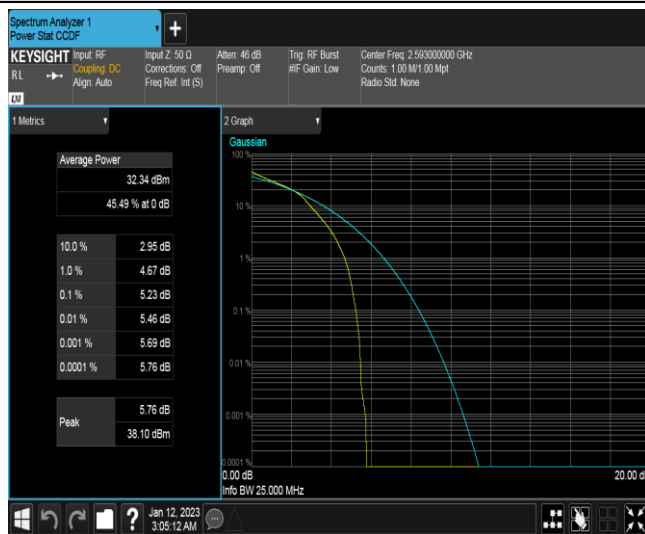 Spectrum Analyzer 1
Power Stat CCDF
+
KEYSIGHT
RL
LXI
Input: RF
Coupling: DC
Align: Auto
Input Z: 50 Ω
Corrections: Off
Freq Ref: Int (S)
Atten: 46 dB
Preamp: Off
Trig: RF Burst
#IF Gain: Low
Center Freq: 2.593000000 GHz
Counts: 1.00 M/1.00 Mpt
Radio Std: None
1 Metrics
Average Power
32.34 dBm
45.49 % at 0 dB
10.0 % 2.95 dB
1.0 % 4.67 dB
0.1 % 5.23 dB
0.01 % 5.46 dB
0.001 % 5.69 dB
0.0001 % 5.76 dB
Peak
5.76 dB
38.10 dBm
2 Graph
Gaussian
100 %
10 %
1 %
0.1 %
0.01 %
0.001 %
0.0001 %
0.00 dB
20.00 d
Info BW 25.000 MHz
?
Jan 12, 2023
3:05:12 AM